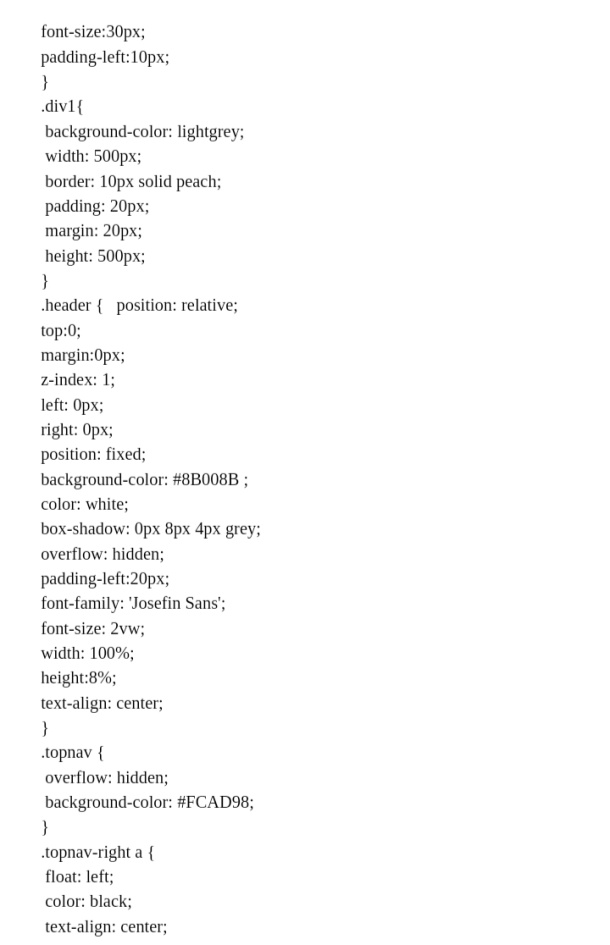 font-size:30px;
padding-left:10px;
}
.div1{
 background-color: lightgrey;
 width: 500px;
 border: 10px solid peach;
 padding: 20px;
 margin: 20px;
 height: 500px;
}
.header {   position: relative;
top:0;
margin:0px;
z-index: 1;
left: 0px;
right: 0px;
position: fixed;
background-color: #8B008B ;
color: white;
box-shadow: 0px 8px 4px grey;
overflow: hidden;
padding-left:20px;
font-family: 'Josefin Sans';
font-size: 2vw;
width: 100%;
height:8%;
text-align: center;
}
.topnav {
 overflow: hidden;
 background-color: #FCAD98;
}
.topnav-right a {
 float: left;
 color: black;
 text-align: center;